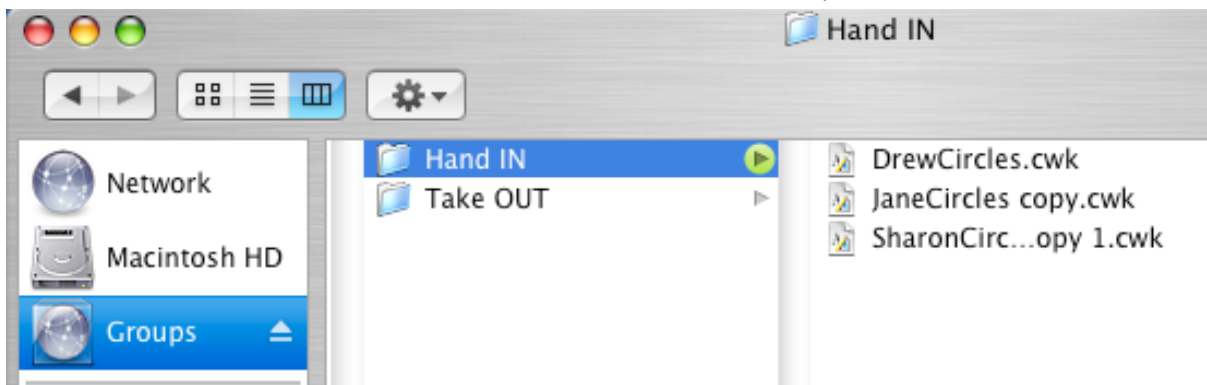 Hand IN
Network
Macintosh HD
Groups
Hand IN
Take OUT
DrewCircles.cwk
JaneCircles copy.cwk
SharonCirc...opy 1.cwk